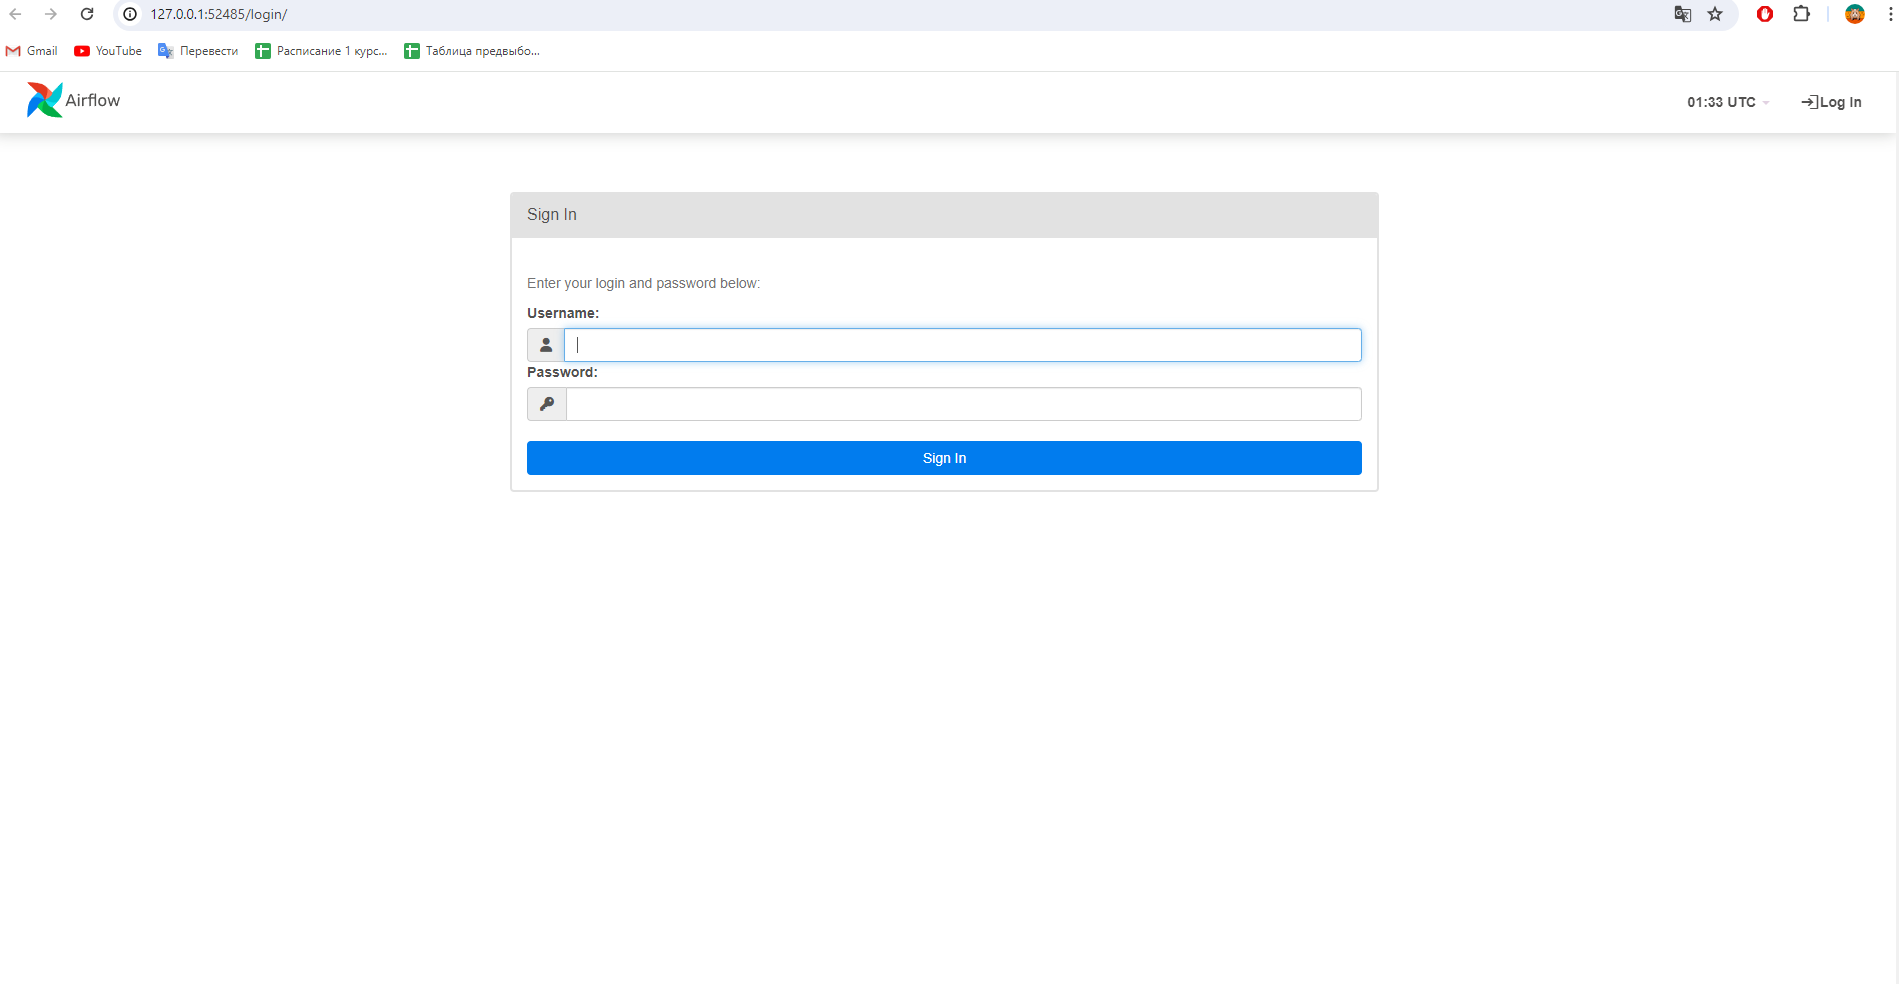 127.0.0.1:52485/login/
Gmail YouTube Перевести Расписание 1 курс... Таблица предвыбо...
Airflow 01:33 UTC Log In
Sign In
Enter your login and password below:
Username:
Password:
Sign In